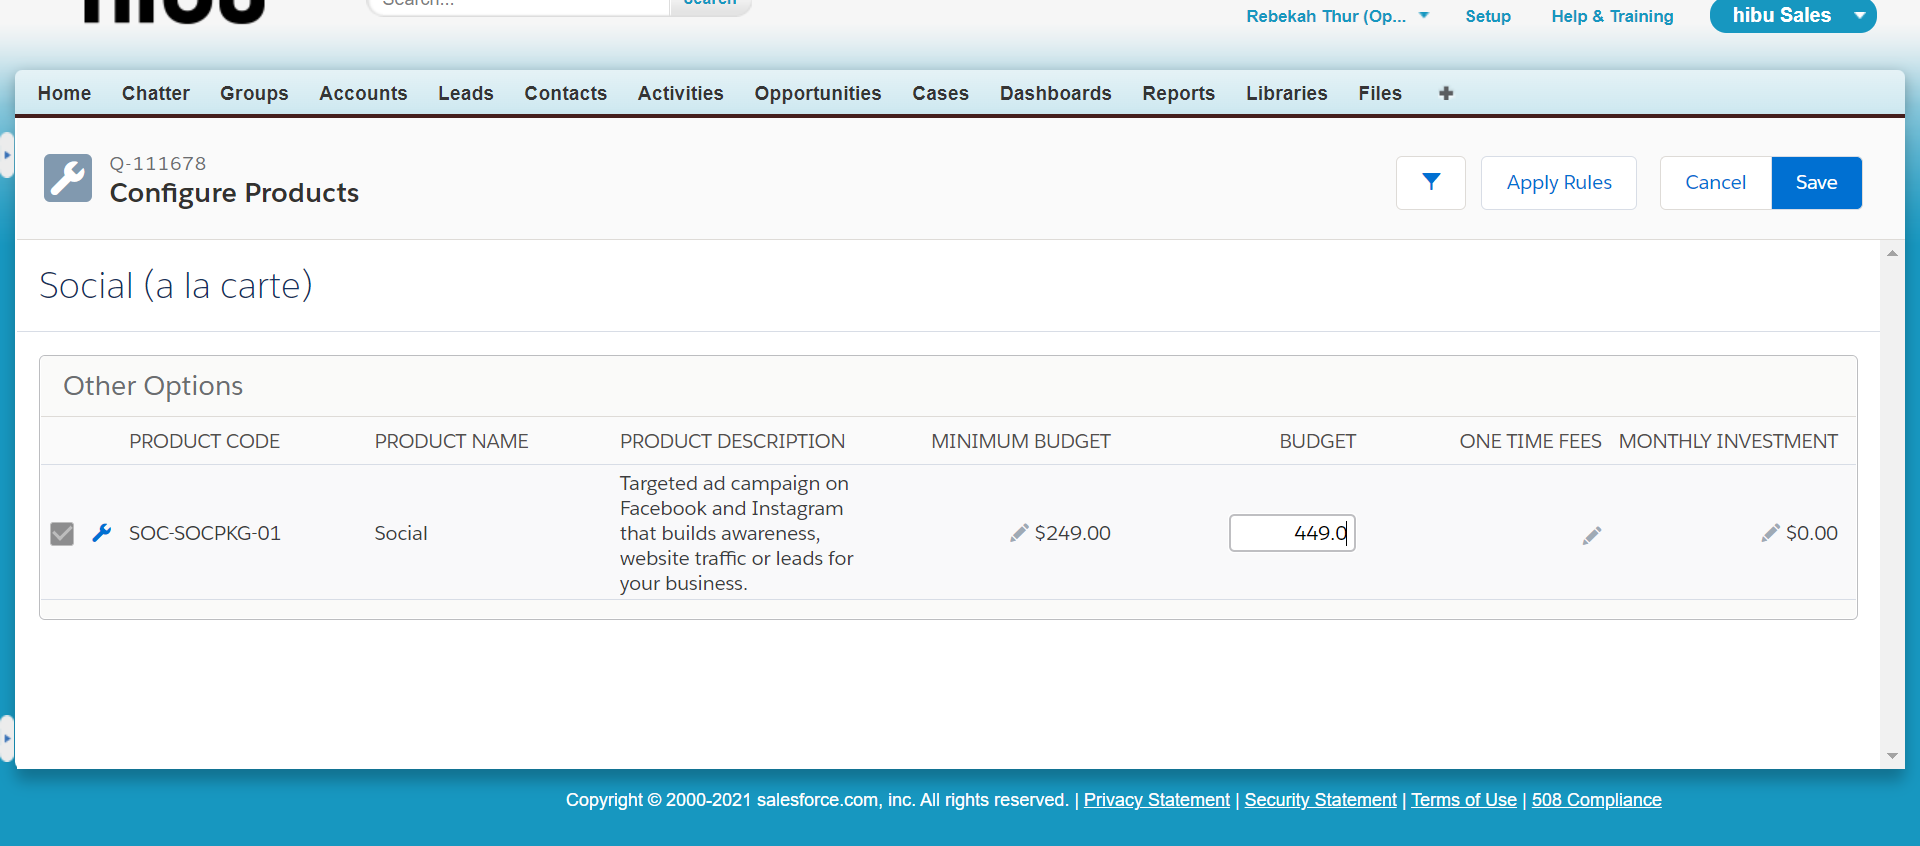 hibu
Search... Search
Rebekah Thur (Op... Setup Help & Training hibu Sales
Home Chatter Groups Accounts Leads Contacts Activities Opportunities Cases Dashboards Reports Libraries Files
Q-111678
Configure Products
Apply Rules Cancel Save
Social (a la carte)
Other Options
PRODUCT CODE PRODUCT NAME PRODUCT DESCRIPTION MINIMUM BUDGET BUDGET ONE TIME FEES MONTHLY INVESTMENT
Targeted ad campaign on
Facebook and Instagram
SOC-SOCPKG-01 Social that builds awareness, $249.00 449.0 $0.00
website traffic or leads for
your business.
Copyright © 2000-2021 salesforce.com, inc. All rights reserved. | Privacy Statement | Security Statement | Terms of Use | 508 Compliance